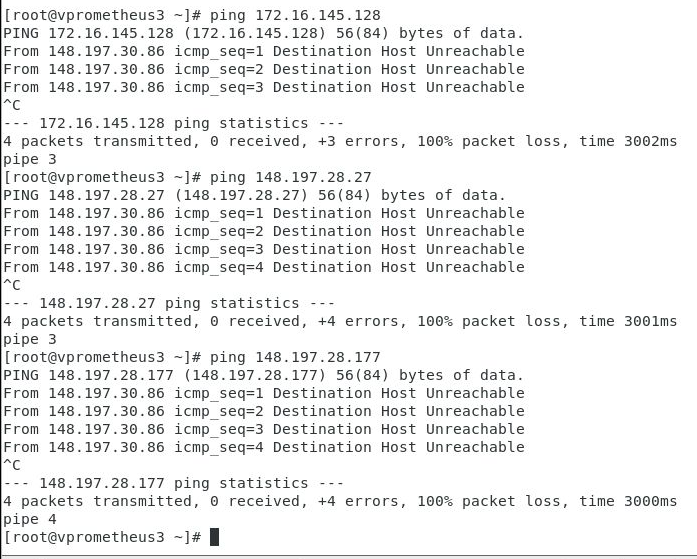 [root@vprometheus3 ~]# ping 172.16.145.128
PING 172.16.145.128 (172.16.145.128) 56(84) bytes of data.
From 148.197.30.86 icmp_seq=1 Destination Host Unreachable
From 148.197.30.86 icmp_seq=2 Destination Host Unreachable
From 148.197.30.86 icmp_seq=3 Destination Host Unreachable
^C
--- 172.16.145.128 ping statistics ---
4 packets transmitted, 0 received, +3 errors, 100% packet loss, time 3002ms
pipe 3
[root@vprometheus3 ~]# ping 148.197.28.27
PING 148.197.28.27 (148.197.28.27) 56(84) bytes of data.
From 148.197.30.86 icmp_seq=1 Destination Host Unreachable
From 148.197.30.86 icmp_seq=2 Destination Host Unreachable
From 148.197.30.86 icmp_seq=3 Destination Host Unreachable
From 148.197.30.86 icmp_seq=4 Destination Host Unreachable
^C
--- 148.197.28.27 ping statistics ---
4 packets transmitted, 0 received, +4 errors, 100% packet loss, time 3001ms
pipe 3
[root@vprometheus3 ~]# ping 148.197.28.177
PING 148.197.28.177 (148.197.28.177) 56(84) bytes of data.
From 148.197.30.86 icmp_seq=1 Destination Host Unreachable
From 148.197.30.86 icmp_seq=2 Destination Host Unreachable
From 148.197.30.86 icmp_seq=3 Destination Host Unreachable
From 148.197.30.86 icmp_seq=4 Destination Host Unreachable
^C
--- 148.197.28.177 ping statistics ---
4 packets transmitted, 0 received, +4 errors, 100% packet loss, time 3000ms
pipe 4
[root@vprometheus3 ~]#